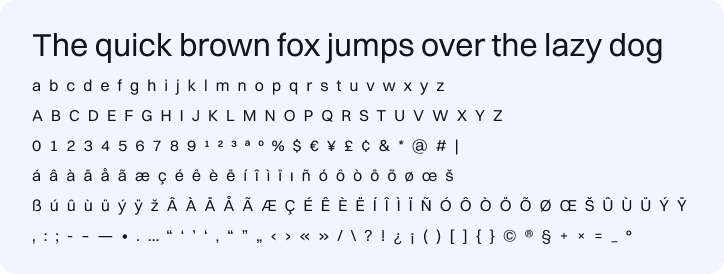 The quick brown fox jumps over the lazy dog
a b c d e f g h i j k l m n o p q r s t u v w x y z
A B C D E F G H I J K L M N O P Q R S T U V W X Y Z
0 1 2 3 4 5 6 7 8 9 ¹ ² ³ ª º % $ € ¥ £ ¢ & * @ # |
á â à ä å ã æ ç é ê è ë í î ì ï ı ñ ó ô ò ö õ ø œ š
ß ú û ù ü ý ÿ ž Â À Ä Å Ã Æ Ç É Ê È Ë Í Î Ì Ï Ñ Ó Ô Ò Ö Õ Ø Œ Š Û Ù Ü Ý Ÿ
, : ; - – — • . … “ ‘ ’ ‘ , “ ” „ ‹ › « » / \ ? ! ¿ ¡ ( ) [ ] { } © ® § + × = _ °